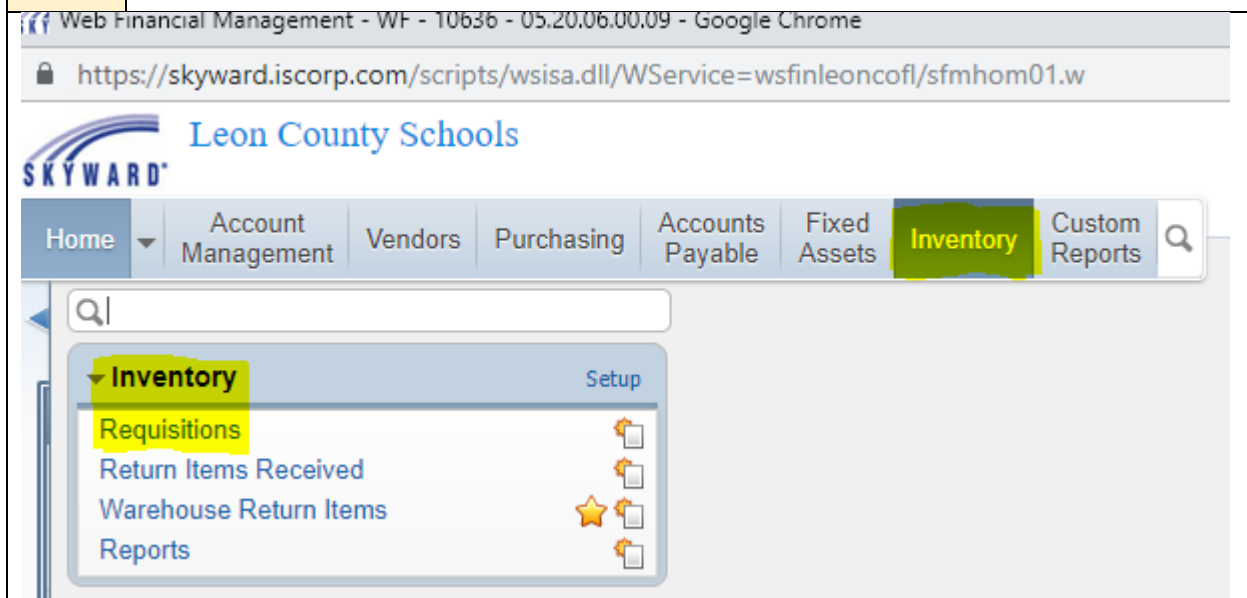 Web Financial Management - WF - 10636 - 05.20.06.00.09 - Google Chrome
https://skyward.iscorp.com/scripts/wsisa.dll/WService=wsfinleoncofl/sfmhom01.w
Leon County Schools
SKYWARD
Home Account Management Vendors Purchasing Accounts Payable Fixed Assets Inventory Custom Reports
Inventory Setup
Requisitions
Return Items Received
Warehouse Return Items
Reports